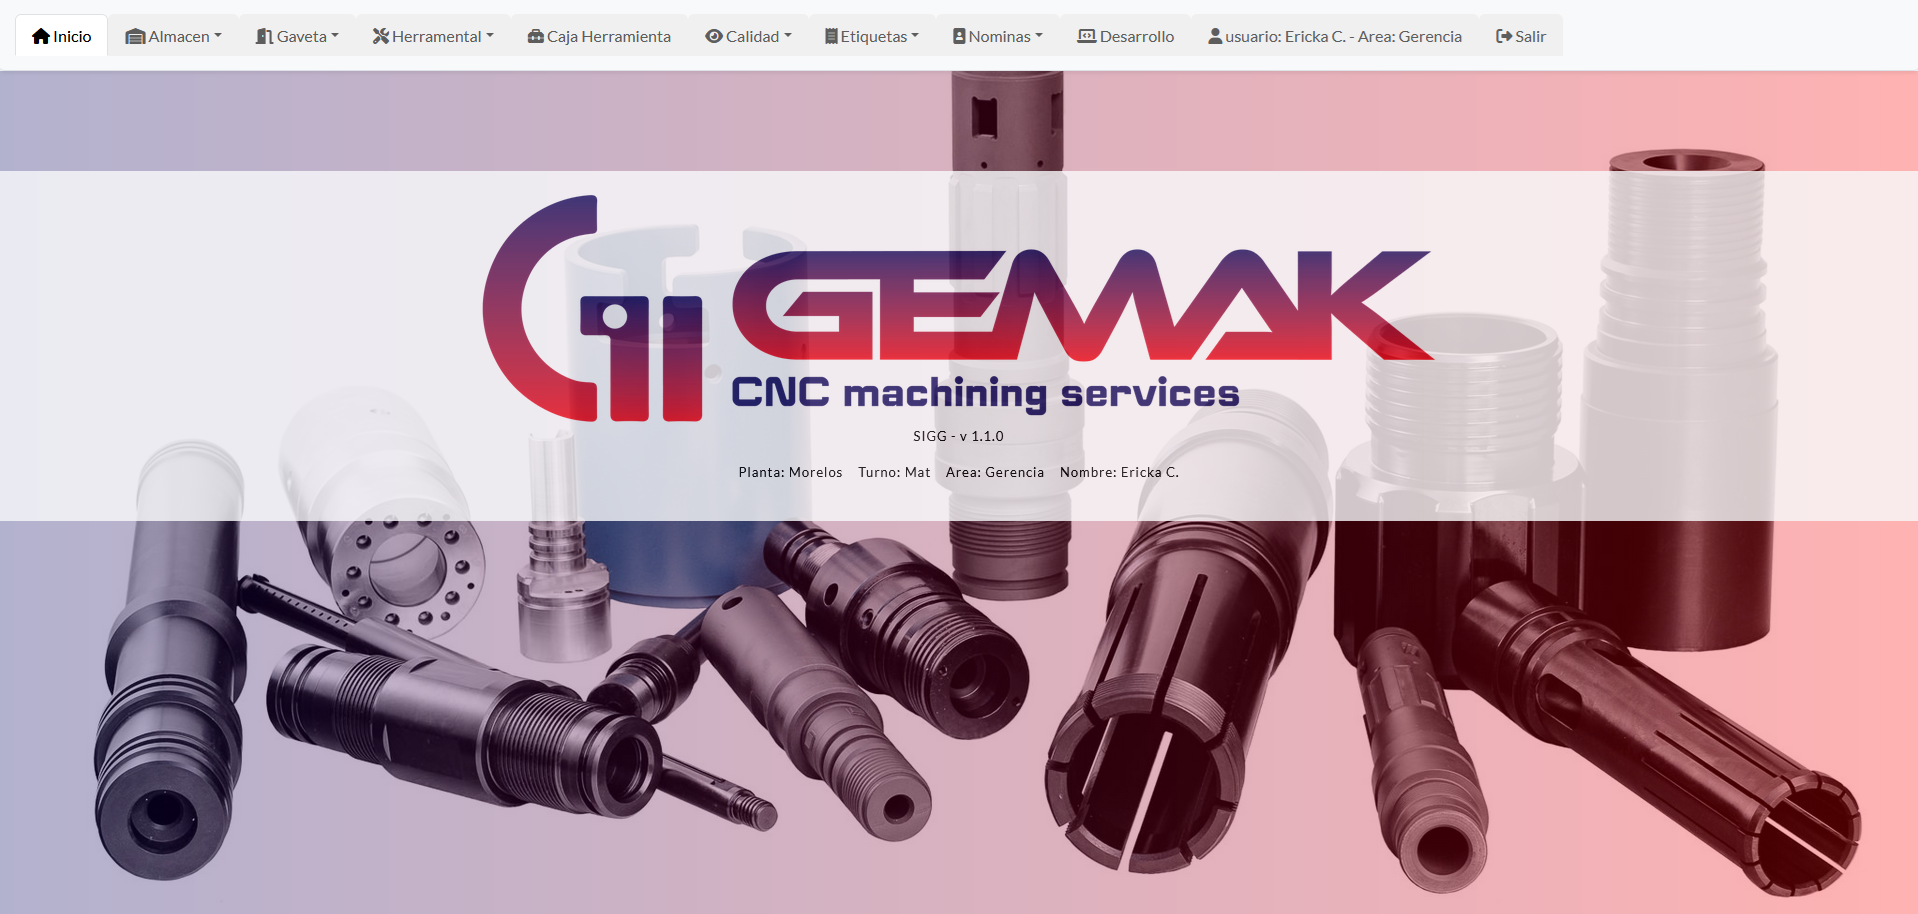 Inicio Almacen Gaveta Herramental Caja Herramienta Calidad Etiquetas Nominas Desarrollo usuario: Ericka C. - Area: Gerencia Salir
GEMAK
CNC machining services
SIGG - v 1.1.0
Planta: Morelos Turno: Mat Area: Gerencia Nombre: Ericka C.